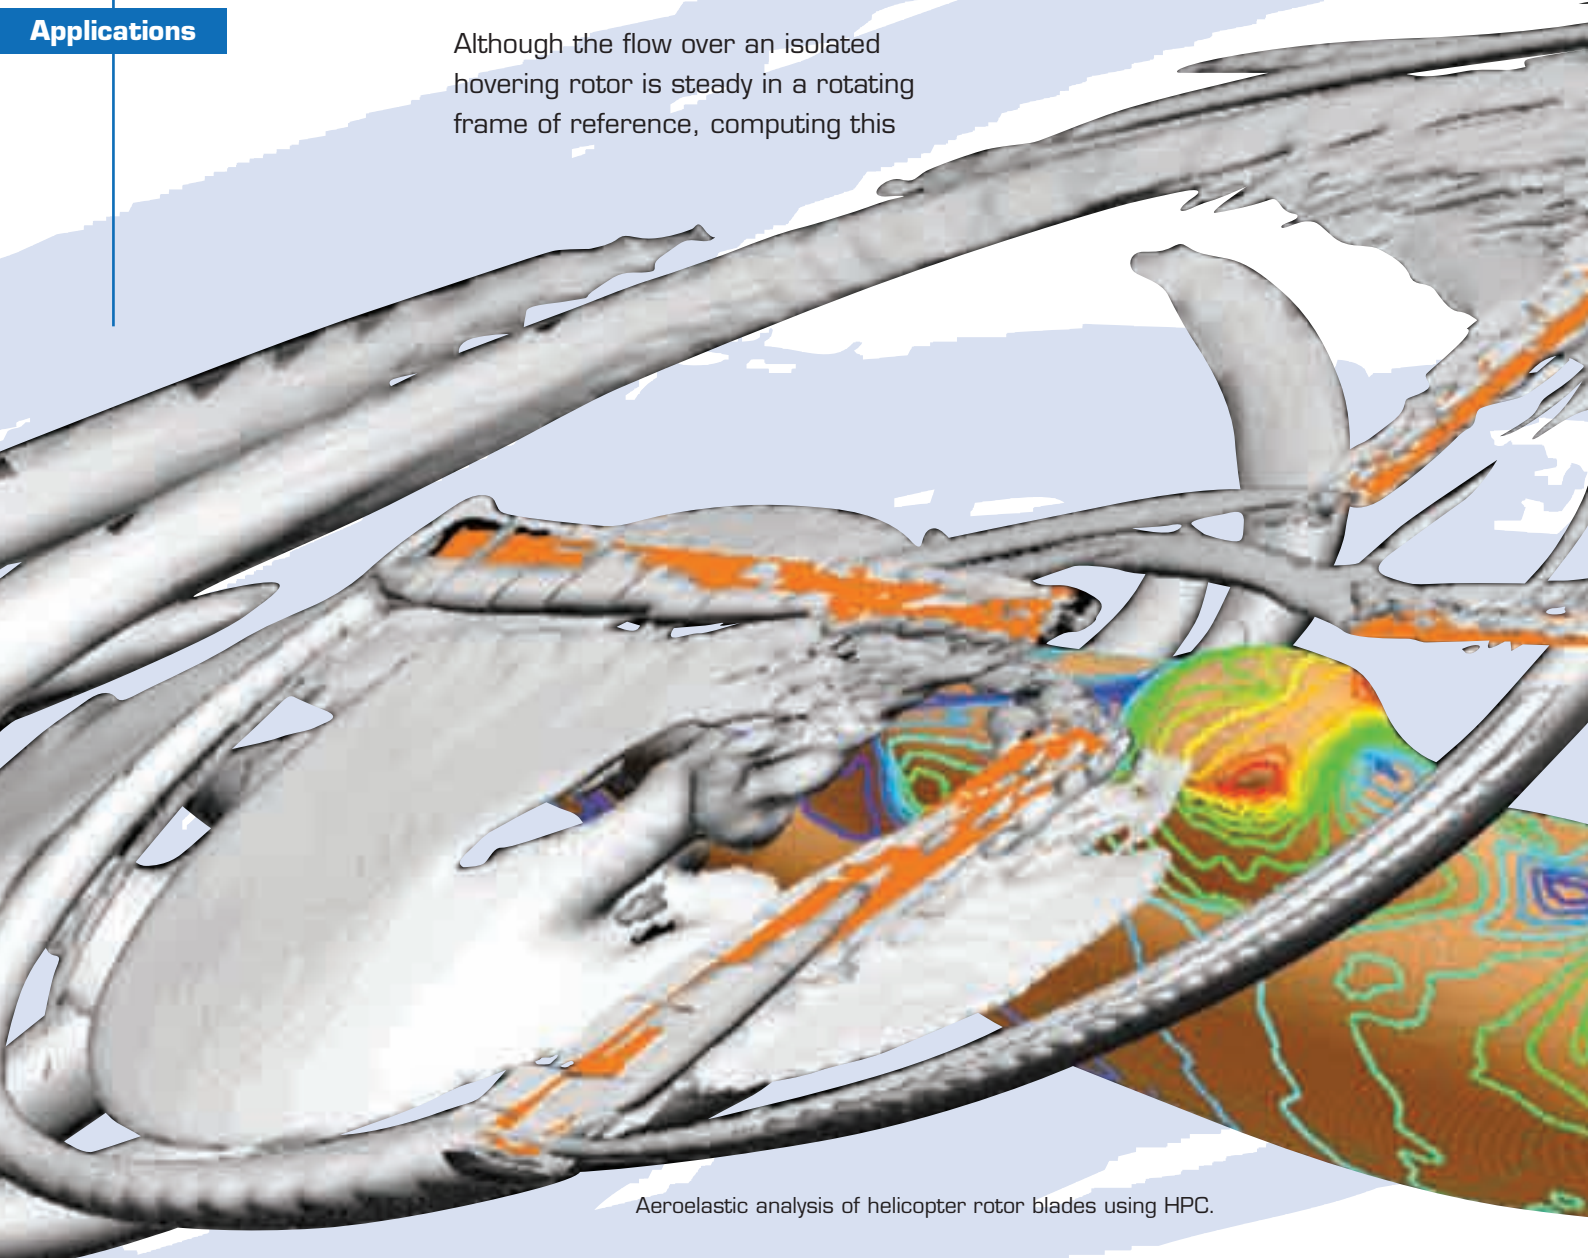 Applications
Although the flow over an isolated
hovering rotor is steady in a rotating
frame of reference, computing this
Aeroelastic analysis of helicopter rotor blades using HPC.